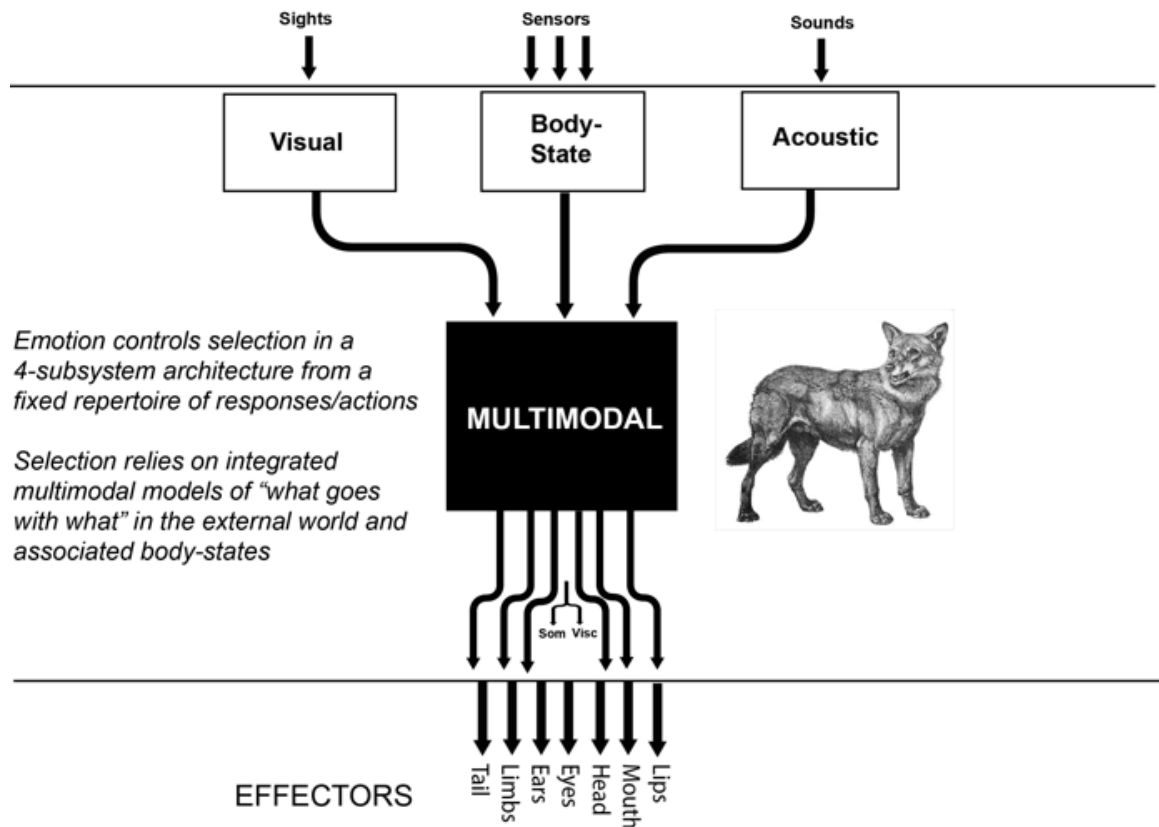 Sights
Sensors
Sounds
Visual
Body-
State
Acoustic
MULTIMODAL
Emotion controls selection in a
4-subsystem architecture from a
fixed repertoire of responses/actions
Selection relies on integrated
multimodal models of “what goes
with what” in the external world and
associated body-states
Som Visc
Tail
Limbs
Ears
Eyes
Head
Mouth
Lips
EFFECTORS